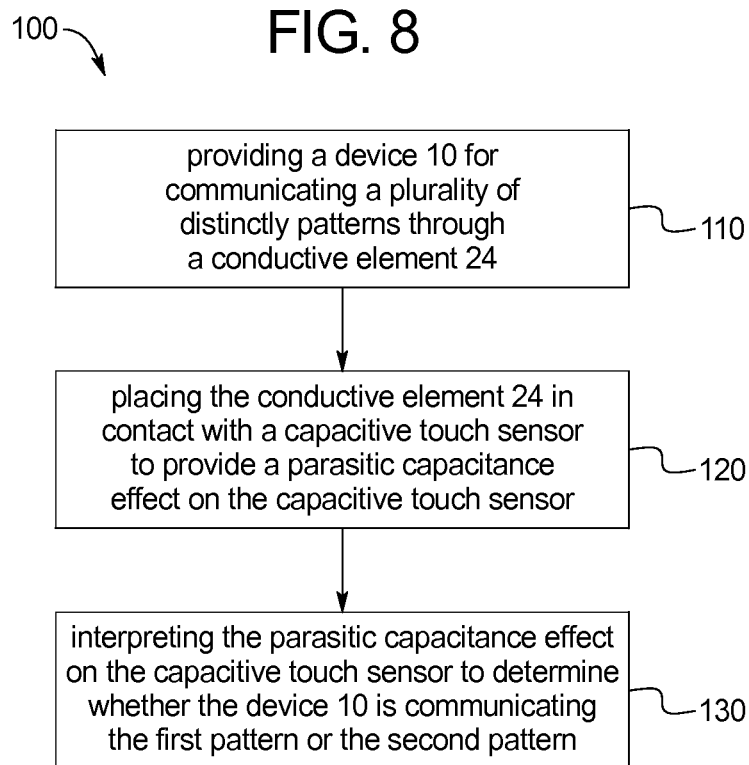 FIG. 8
100
providing a device 10 for
communicating a plurality of
distinctly patterns through
a conductive element 24
110
placing the conductive element 24 in
contact with a capacitive touch sensor
to provide a parasitic capacitance
effect on the capacitive touch sensor
120
interpreting the parasitic capacitance effect
on the capacitive touch sensor to determine
whether the device 10 is communicating
the first pattern or the second pattern
130